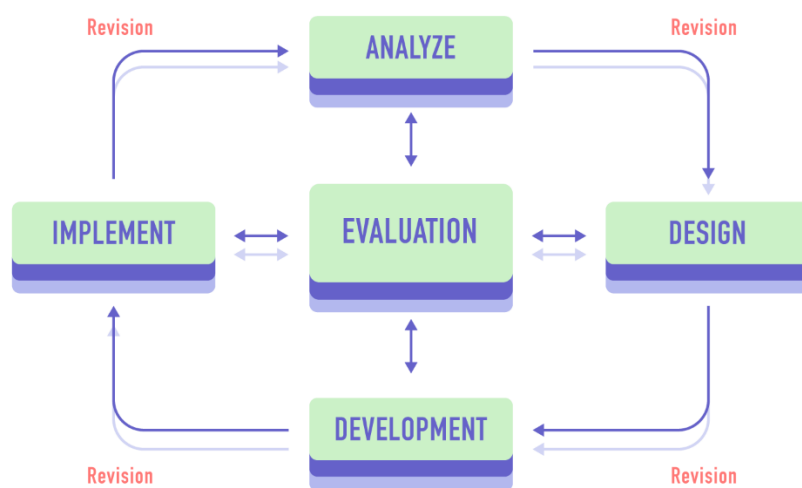 Revision
Revision
ANALYZE
IMPLEMENT
EVALUATION
DESIGN
DEVELOPMENT
Revision
Revision